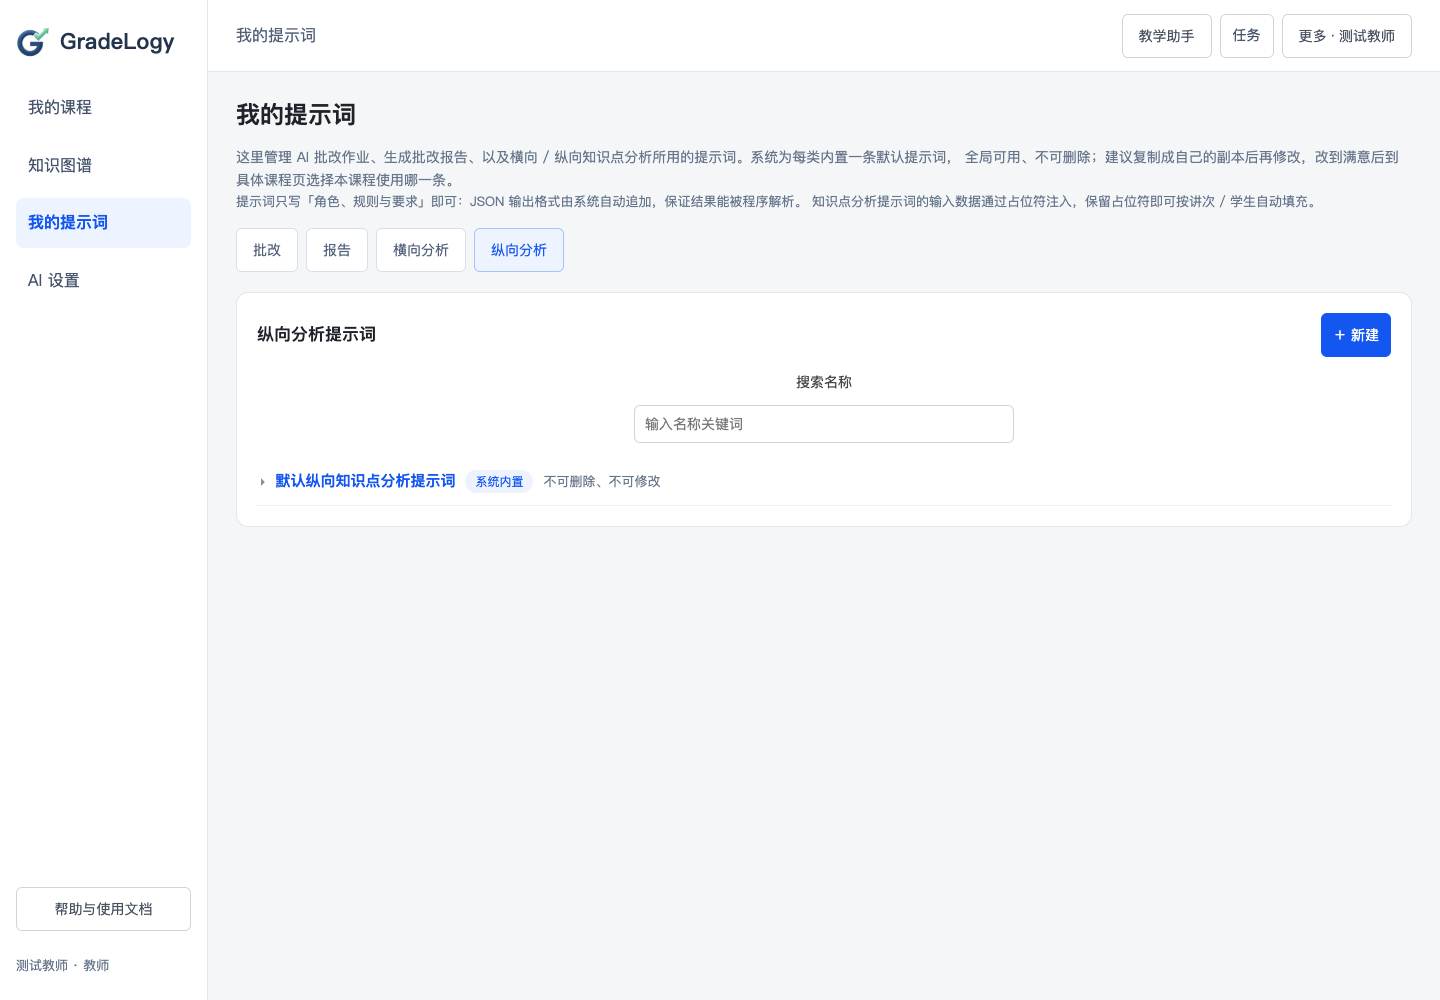 GradeLogy
我的课程
知识图谱
我的提示词
AI 设置
帮助与使用文档
测试教师 · 教师
我的提示词
教学助手
任务
更多 · 测试教师
我的提示词
这里管理 AI 批改作业、生成批改报告、以及横向 / 纵向知识点分析所用的提示词。系统为每类内置一条默认提示词， 全局可用、不可删除；建议复制成自己的副本后再修改，改到满意后到
具体课程页选择本课程使用哪一条。
提示词只写「角色、规则与要求」即可：JSON 输出格式由系统自动追加，保证结果能被程序解析。 知识点分析提示词的输入数据通过占位符注入，保留占位符即可按讲次 / 学生自动填充。
批改
报告
横向分析
纵向分析
纵向分析提示词
+ 新建
搜索名称
输入名称关键词
默认纵向知识点分析提示词 系统内置 不可删除、不可修改